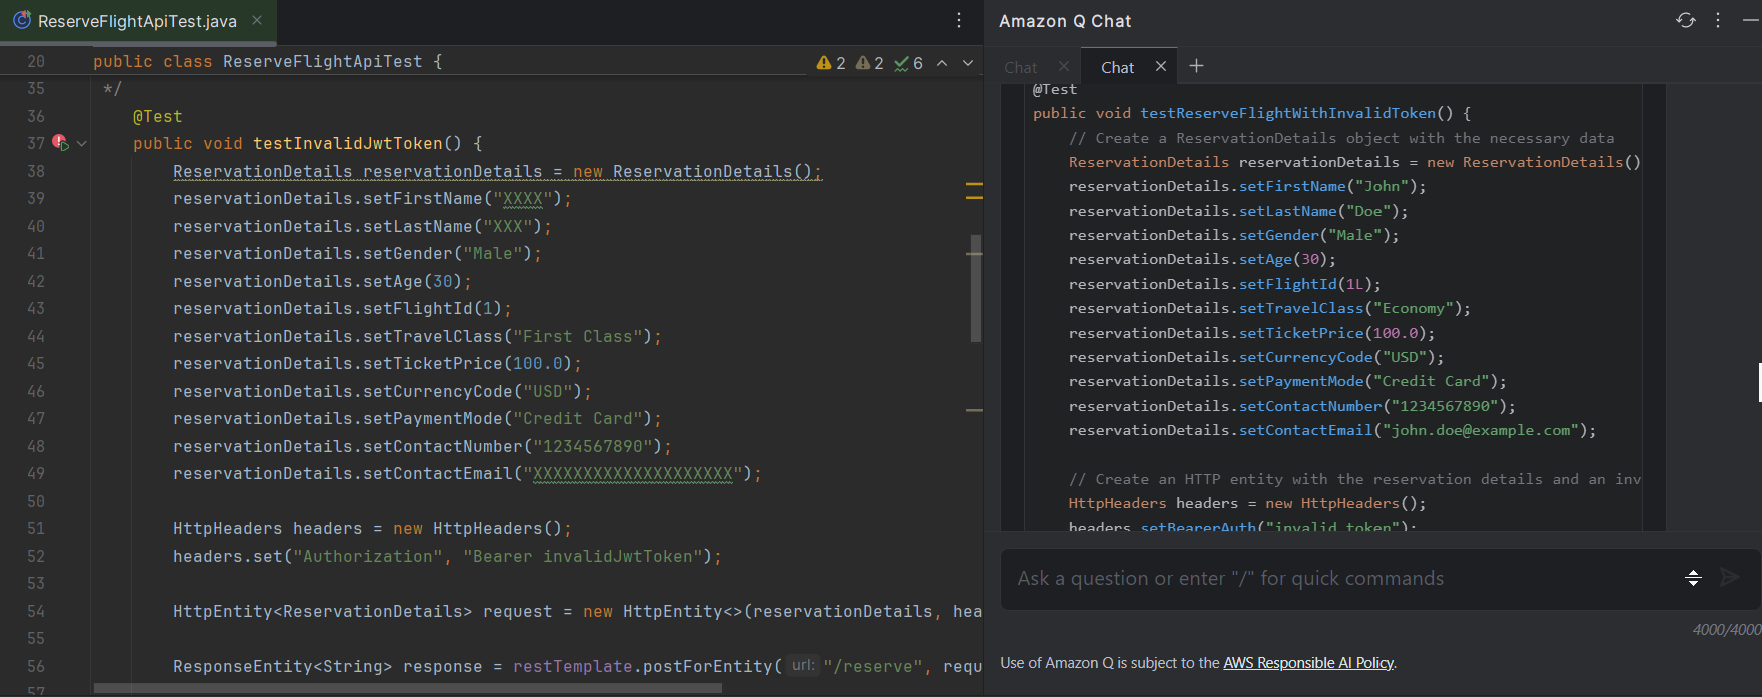 ReserveFlightApiTest.java
20 public class ReserveFlightApiTest {
2 2 6
35 */
36 @Test
37 public void testInvalidJwtToken() {
38 ReservationDetails reservationDetails = new ReservationDetails();
39 reservationDetails.setFirstName("XXXX");
40 reservationDetails.setLastName("XXX");
41 reservationDetails.setGender("Male");
42 reservationDetails.setAge(30);
43 reservationDetails.setFlightId(1);
44 reservationDetails.setTravelClass("First Class");
45 reservationDetails.setTicketPrice(100.0);
46 reservationDetails.setCurrencyCode("USD");
47 reservationDetails.setPaymentMode("Credit Card");
48 reservationDetails.setContactNumber("1234567890");
49 reservationDetails.setContactEmail("XXXXXXXXXXXXXXXXXXXX");
50
51 HttpHeaders headers = new HttpHeaders();
52 headers.set("Authorization", "Bearer invalidJwtToken");
53
54 HttpEntity<ReservationDetails> request = new HttpEntity<>(reservationDetails, hea
55
56 ResponseEntity<String> response = restTemplate.postForEntity( url: "/reserve", requ
57
Amazon Q Chat
Chat
Chat
@Test
public void testReserveFlightWithInvalidToken() {
// Create a ReservationDetails object with the necessary data
ReservationDetails reservationDetails = new ReservationDetails()
reservationDetails.setFirstName("John");
reservationDetails.setLastName("Doe");
reservationDetails.setGender("Male");
reservationDetails.setAge(30);
reservationDetails.setFlightId(1L);
reservationDetails.setTravelClass("Economy");
reservationDetails.setTicketPrice(100.0);
reservationDetails.setCurrencyCode("USD");
reservationDetails.setPaymentMode("Credit Card");
reservationDetails.setContactNumber("1234567890");
reservationDetails.setContactEmail("john.doe@example.com");
// Create an HTTP entity with the reservation details and an inv
HttpHeaders headers = new HttpHeaders();
headers.setBearerAuth("invalid_token");
Ask a question or enter "/" for quick commands
4000/4000
Use of Amazon Q is subject to the AWS Responsible AI Policy.